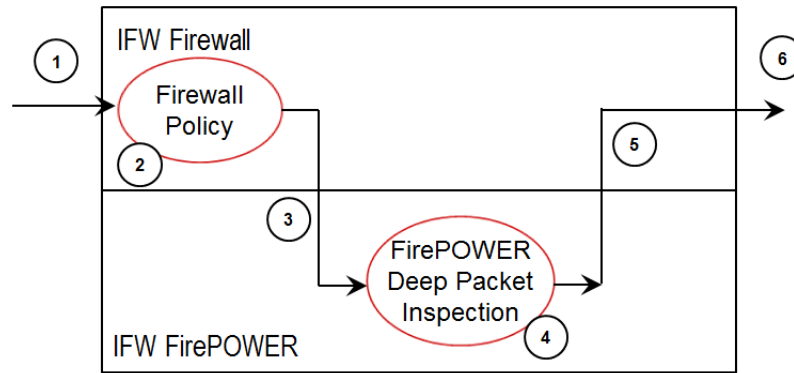 IFW Firewall
1
6
Firewall
Policy
2
5
3
FirePOWER
Deep Packet
Inspection
4
IFW FirePOWER